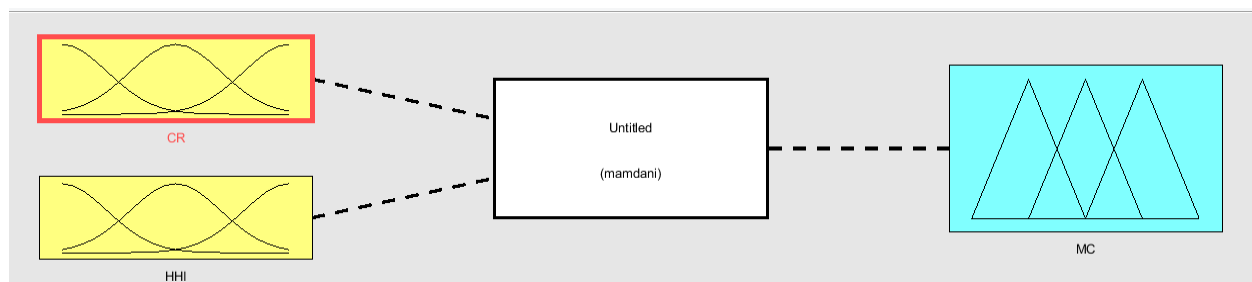 CR
HHI
Untitled
(mamdani)
MC